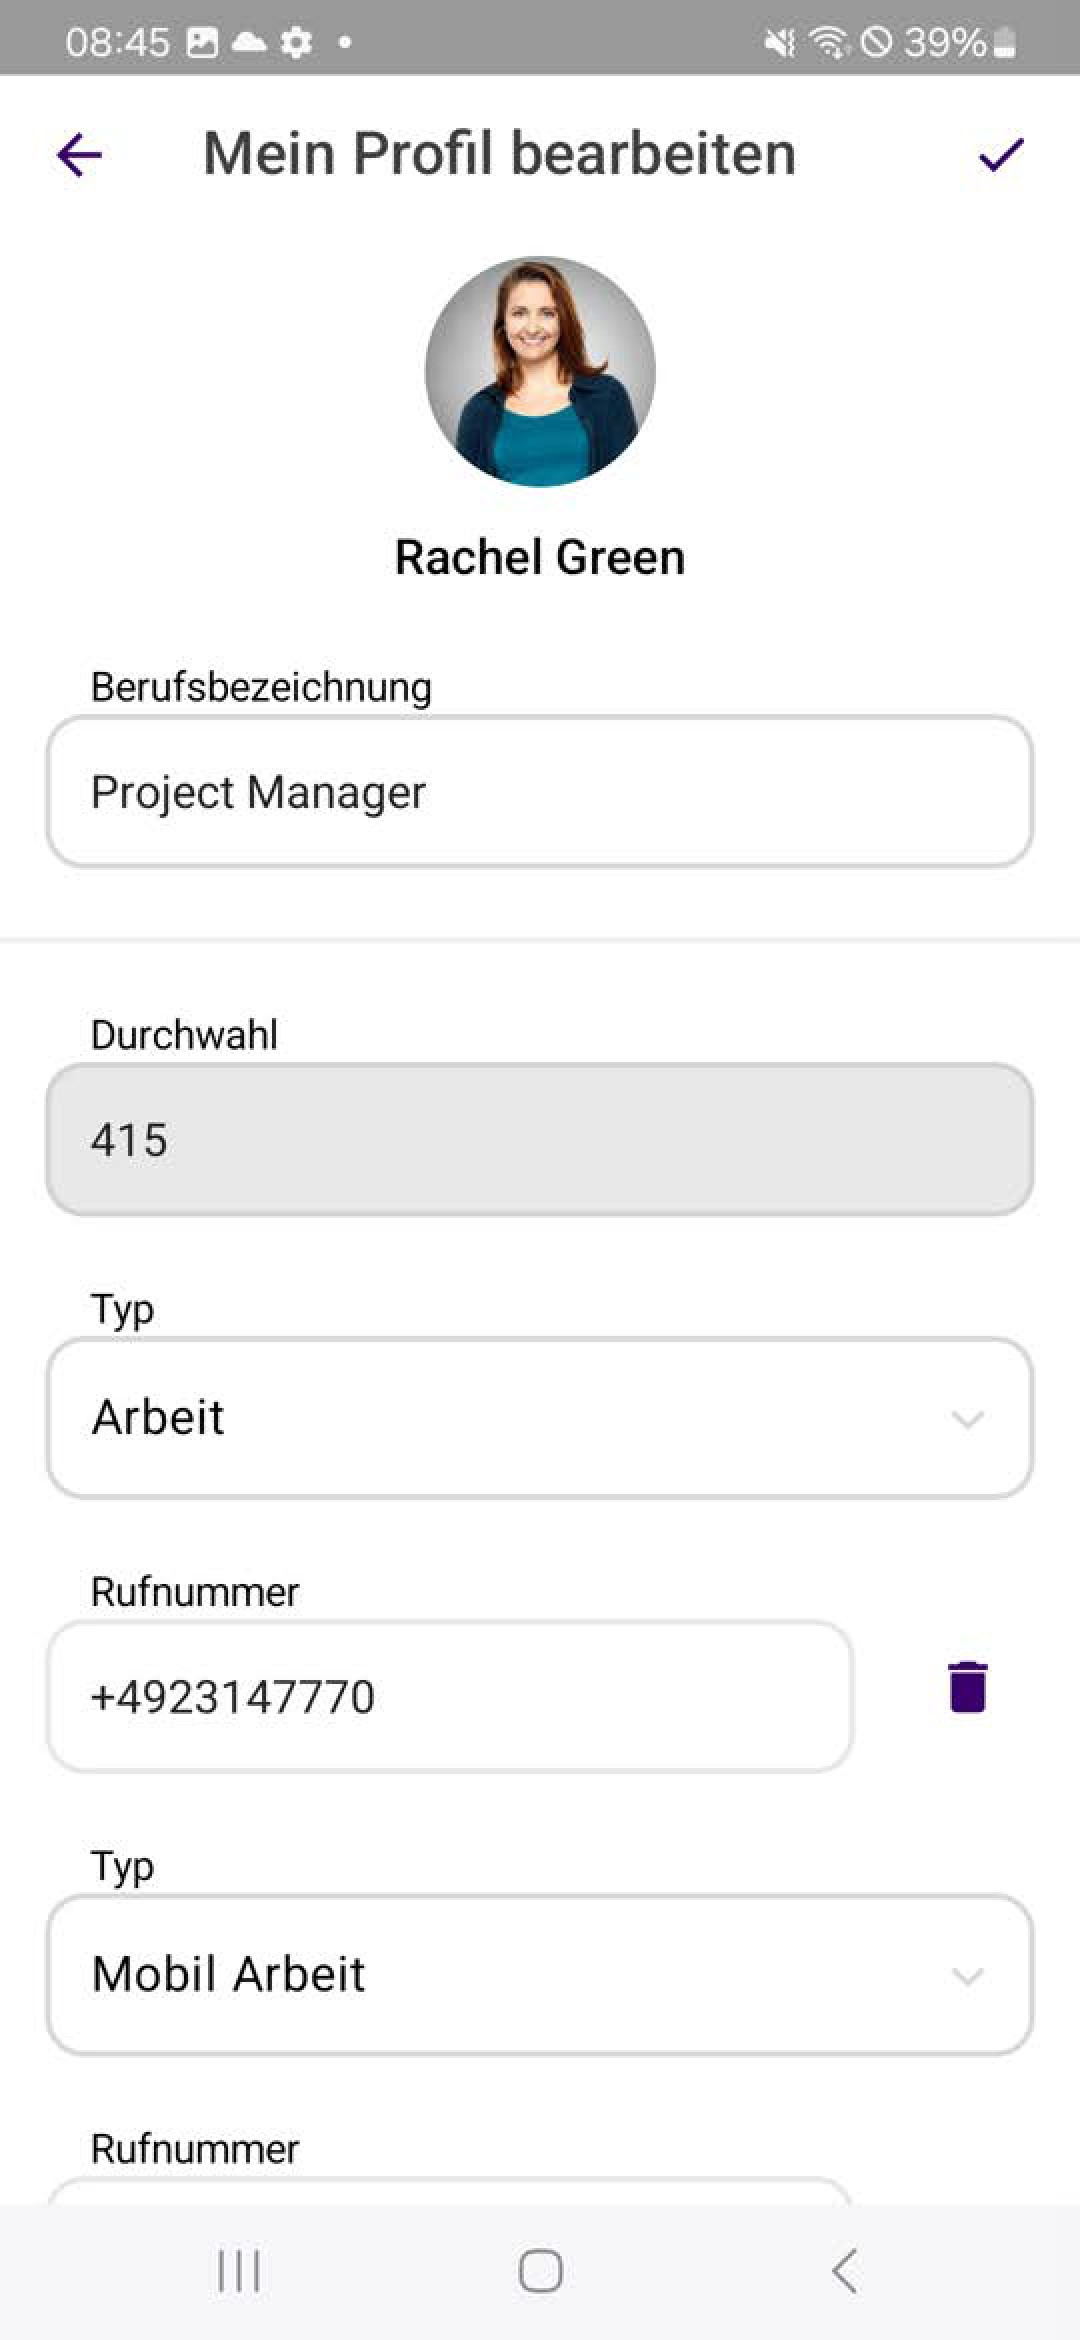 08:45
39%
Mein Profil bearbeiten
Rachel Green
Berufsbezeichnung
Project Manager
Durchwahl
415
Typ
Arbeit
Rufnummer
+4923147770
Typ
Mobil Arbeit
Rufnummer